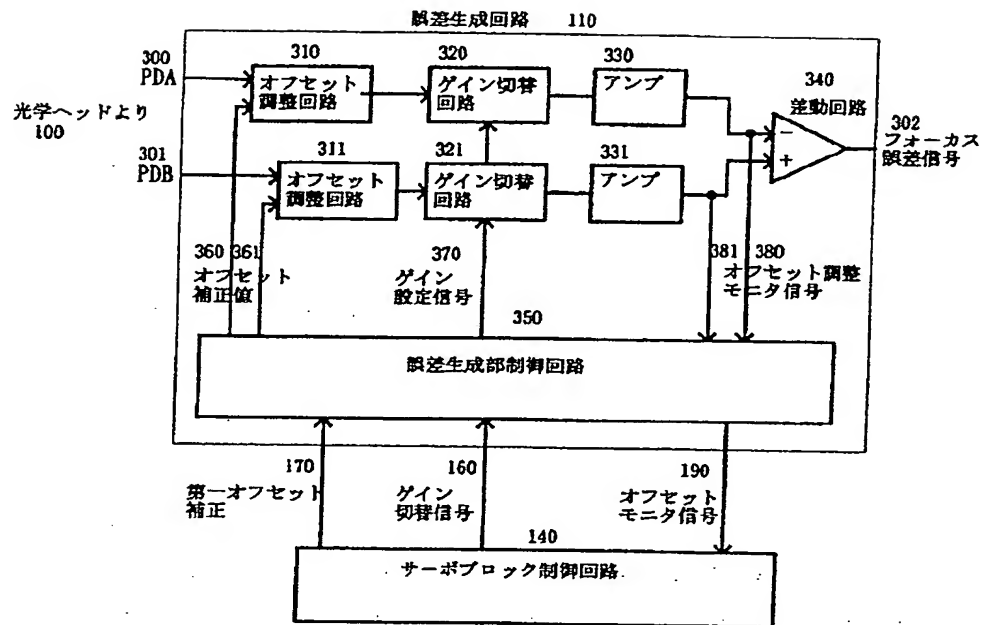 誤差生成回路 110
300
PDA
310
オフセット
調整回路
320
ゲイン切替
回路
330
アンプ
340
差動回路
302
フォーカス
誤差信号
光学ヘッドより
100
301
PDB
311
オフセット
調整回路
321
ゲイン切替
回路
331
アンプ
−
+
360 361
オフセット
補正値
370
ゲイン
設定信号
381 380
オフセット調整
モニタ信号
350
誤差生成部制御回路
170
第一オフセット
補正
160
ゲイン
切替信号
190
オフセット
モニタ信号
140
サーボブロック制御回路